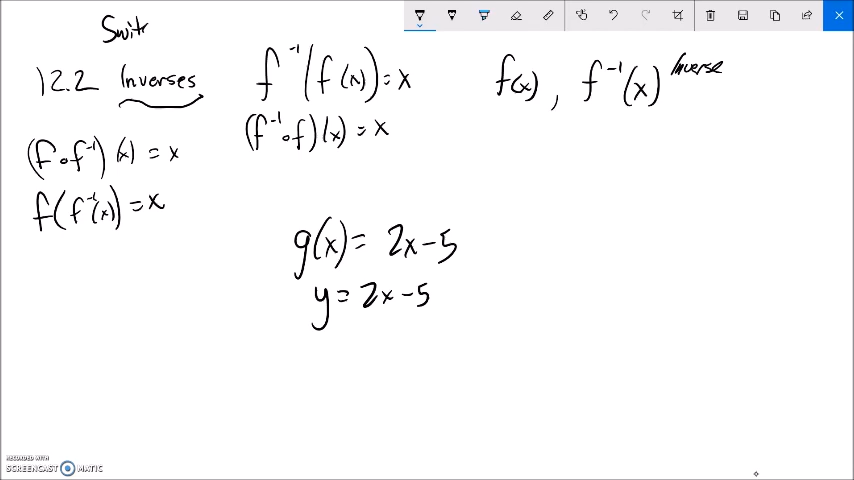 Switc
12.2 Inverses
f⁻¹(f(x)) = x
f(x), f⁻¹(x) Inverse
(f⁻¹∘f)(x) = x
(f∘f⁻¹)(x) = x
f(f⁻¹(x)) = x
g(x) = 2x-5
y = 2x-5
RECORDED WITH
SCREENCAST MATIC